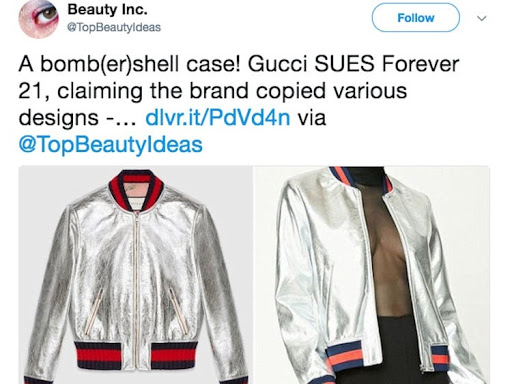 Beauty Inc.
@TopBeautyIdeas
Follow
A bomb(er)shell case! Gucci SUES Forever
21, claiming the brand copied various
designs -... dlvr.it/PdVd4n via
@TopBeautyIdeas